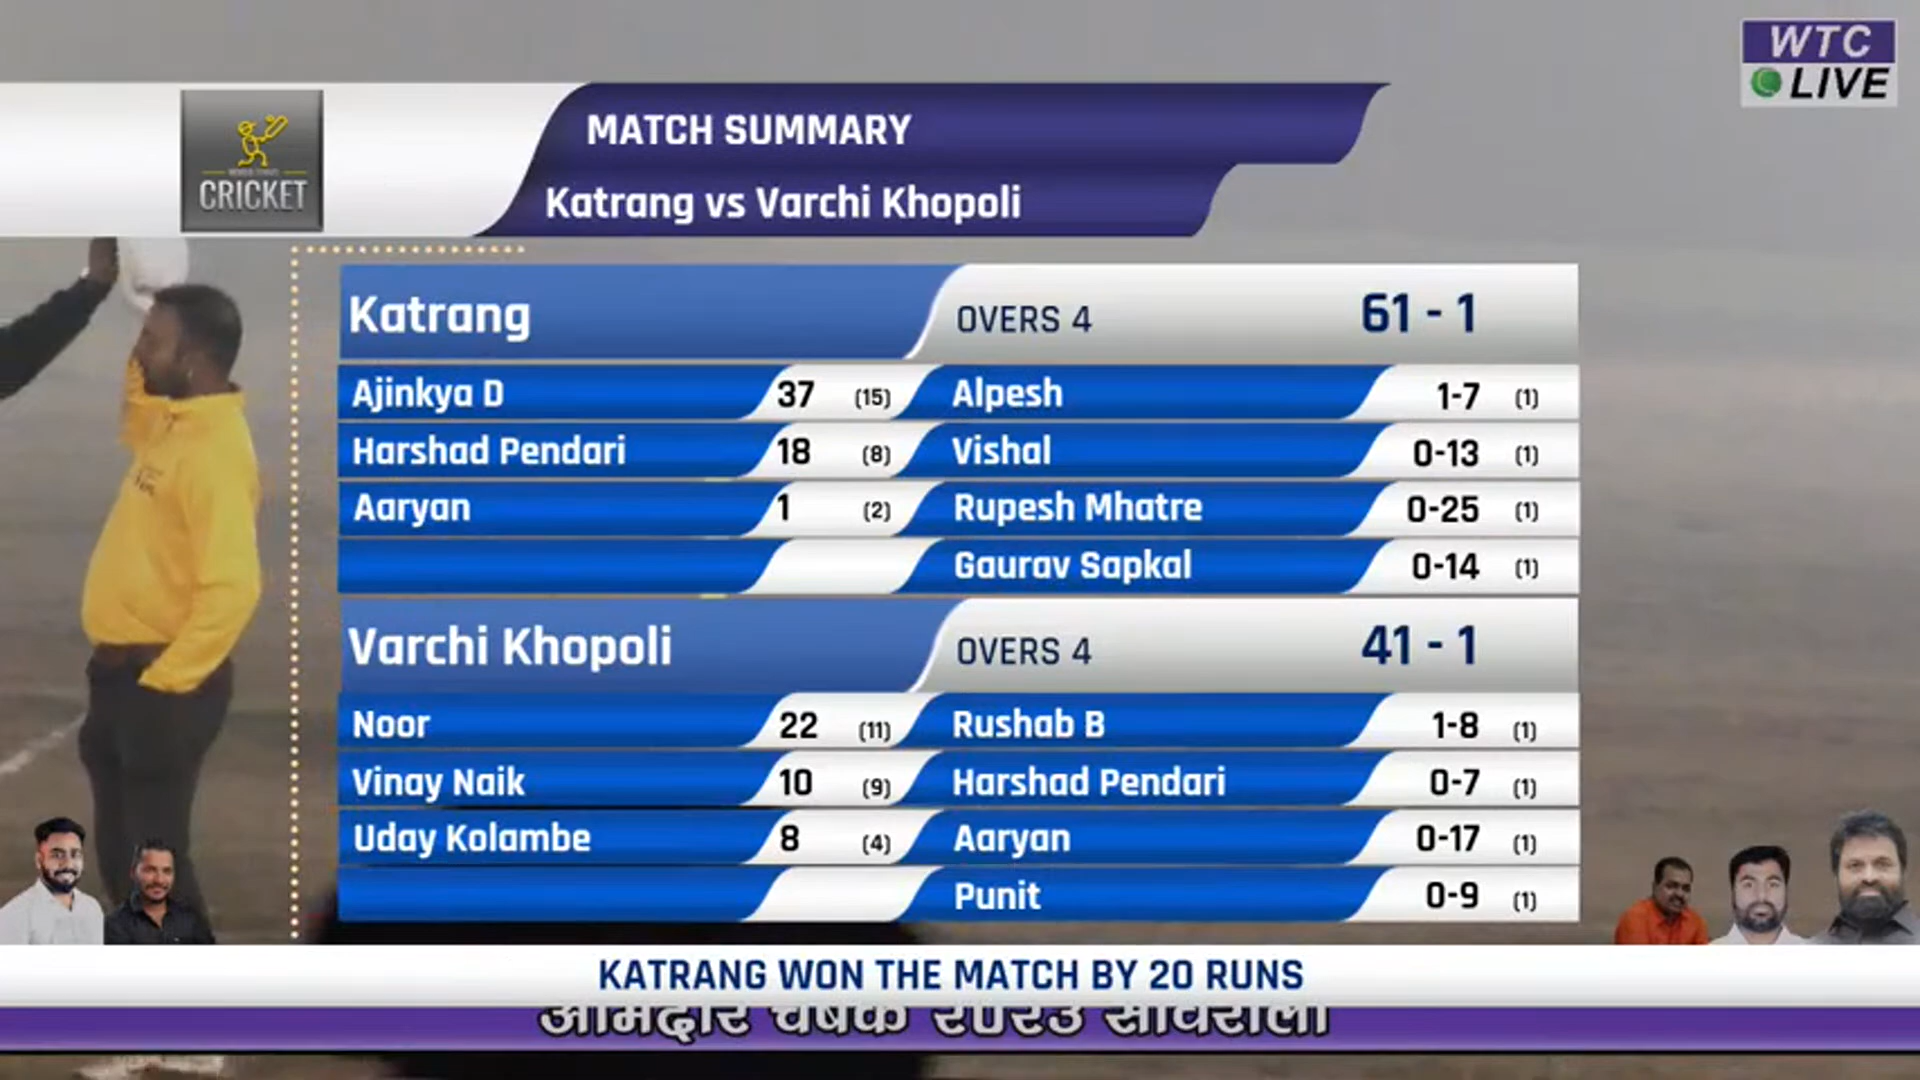 WTC
LIVE
CRICKET
MATCH SUMMARY
Katrang vs Varchi Khopoli
Katrang OVERS 4 61 - 1
Ajinkya D 37 (15) Alpesh 1-7 (1)
Harshad Pendari 18 (8) Vishal 0-13 (1)
Aaryan 1 (2) Rupesh Mhatre 0-25 (1)
Gaurav Sapkal 0-14 (1)
Varchi Khopoli OVERS 4 41 - 1
Noor 22 (11) Rushab B 1-8 (1)
Vinay Naik 10 (9) Harshad Pendari 0-7 (1)
Uday Kolambe 8 (4) Aaryan 0-17 (1)
Punit 0-9 (1)
KATRANG WON THE MATCH BY 20 RUNS
आमदार चषक २०२३